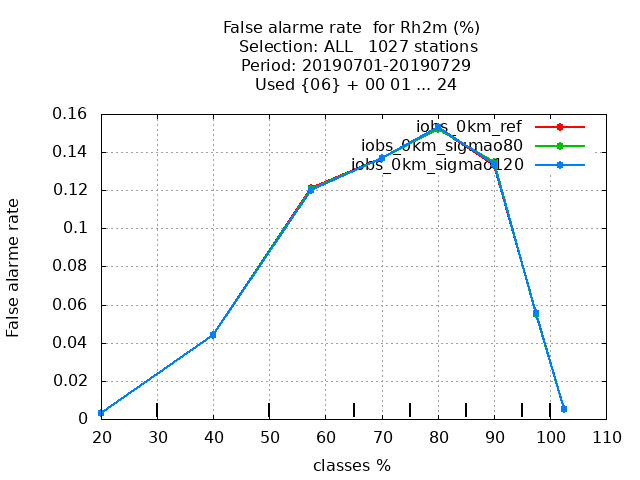 False alarme rate  for Rh2m (%)
Selection: ALL   1027 stations
Period: 20190701-20190729
Used {06} + 00 01 ... 24
0.16
0.14
0.12
0.1
0.08
0.06
0.04
0.02
0
False alarme rate
iobs_0km_ref
iobs_0km_sigmao80
iobs_0km_sigmao120
20 30 40 50 60 70 80 90 100 110
classes %